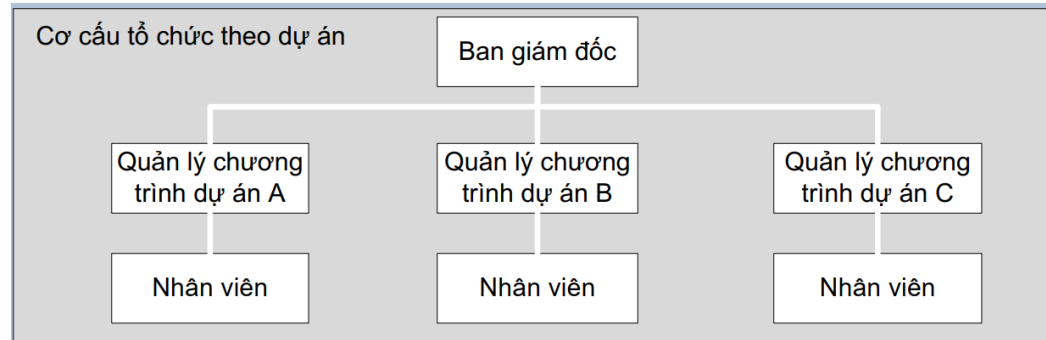 Cơ cấu tổ chức theo dự án
Ban giám đốc
Quản lý chương
trình dự án A
Quản lý chương
trình dự án B
Quản lý chương
trình dự án C
Nhân viên
Nhân viên
Nhân viên